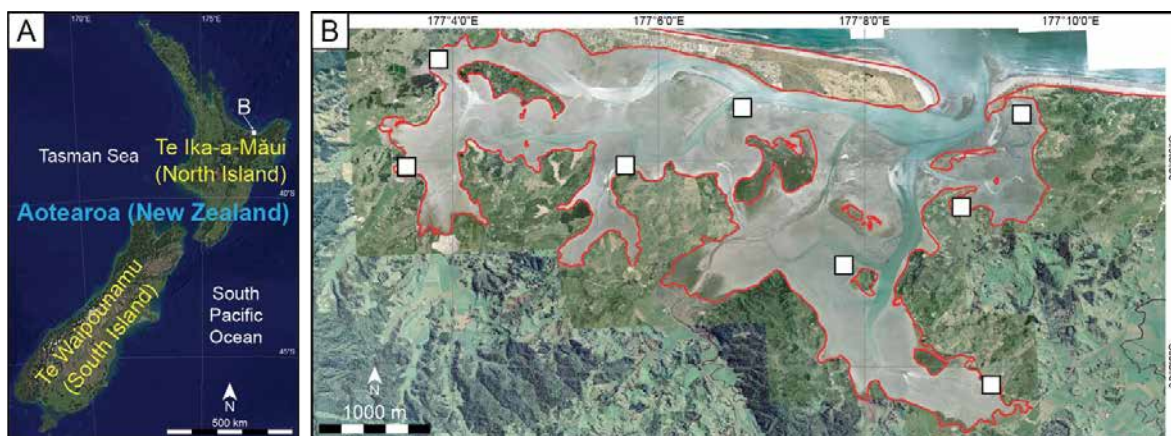 A
170°E
175°E
B
Tasman Sea
Te Ika-a-Māui
(North Island)
40°S
Aotearoa (New Zealand)
Te Waipounamu
(South Island)
South
Pacific
Ocean
45°S
N
500 km
B
177°4'0"E
177°6'0"E
177°8'0"E
177°10'0"E
N
1000 m